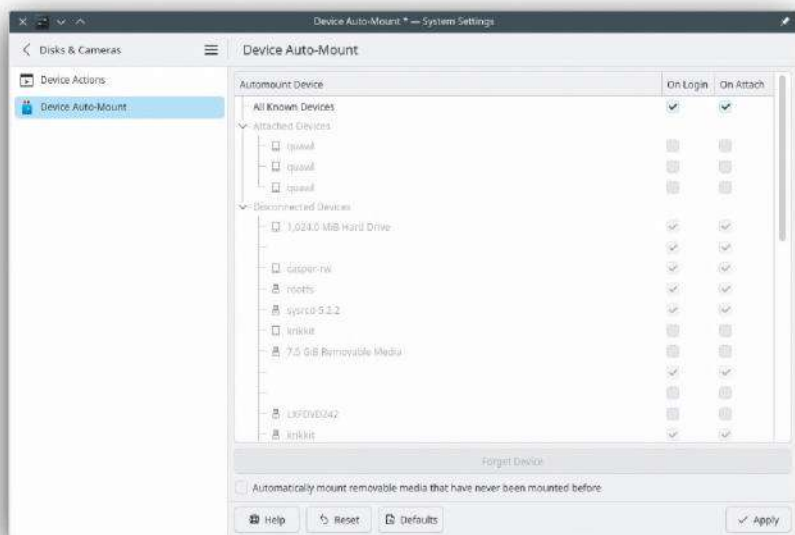 Device Auto-Mount * — System Settings
Disks & Cameras
Device Auto-Mount
Device Actions
Device Auto-Mount
Automount Device On Login On Attach
All Known Devices
Attached Devices
quawl
quawl
quawl
Disconnected Devices
1,024.0 MiB Hard Drive
casper-rw
rootfs
sysrcd-5.2.2
krikkit
7.5 GiB Removable Media
LXFDVD242
krikkit
Forget Device
Automatically mount removable media that have never been mounted before
Help Reset Defaults Apply